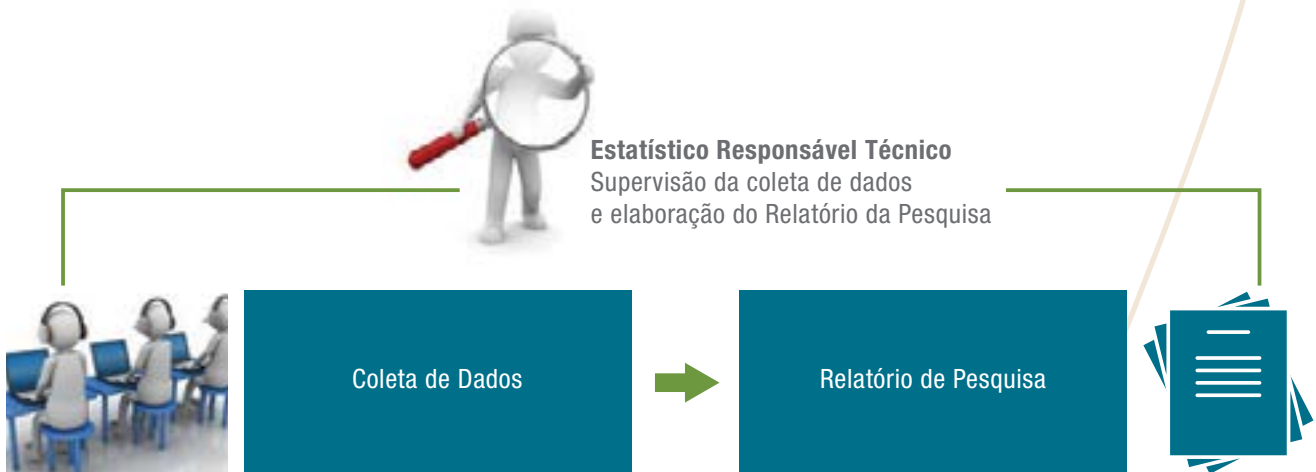 Estatístico Responsável Técnico
Supervisão da coleta de dados
e elaboração do Relatório da Pesquisa
Coleta de Dados
Relatório de Pesquisa